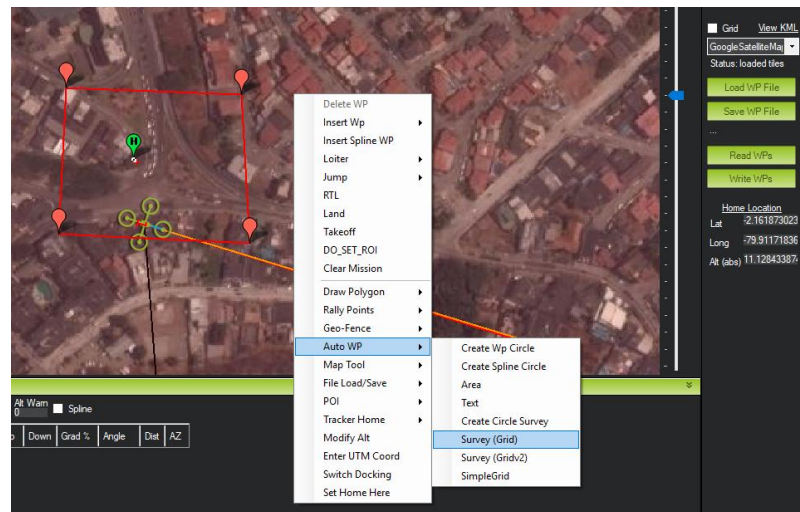 H
Delete WP
Insert Wp
Insert Spline WP
Loiter
Jump
RTL
Land
Takeoff
DO_SET_ROI
Clear Mission
Draw Polygon
Rally Points
Geo-Fence
Auto WP
Map Tool
File Load/Save
POI
Tracker Home
Modify Alt
Enter UTM Coord
Switch Docking
Set Home Here
Create Wp Circle
Create Spline Circle
Area
Text
Create Circle Survey
Survey (Grid)
Survey (Gridv2)
SimpleGrid
Grid View KML
GoogleSatelliteMap
Status: loaded tiles
Load WP File
Save WP File
...
Read WPs
Write WPs
Home Location
Lat -2.161873023
Long -79.91171836
Alt (abs) 11.12843387
Alt Warn
0 Spline
Down Grad % Angle Dist AZ